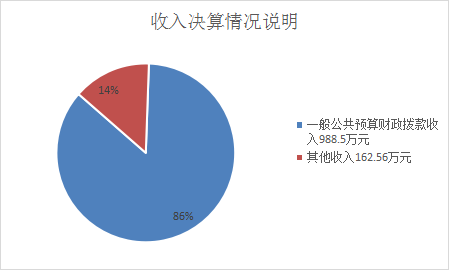 收入决算情况说明
14%
86%
一般公共预算财政拨款收
入988.5万元
其他收入162.56万元